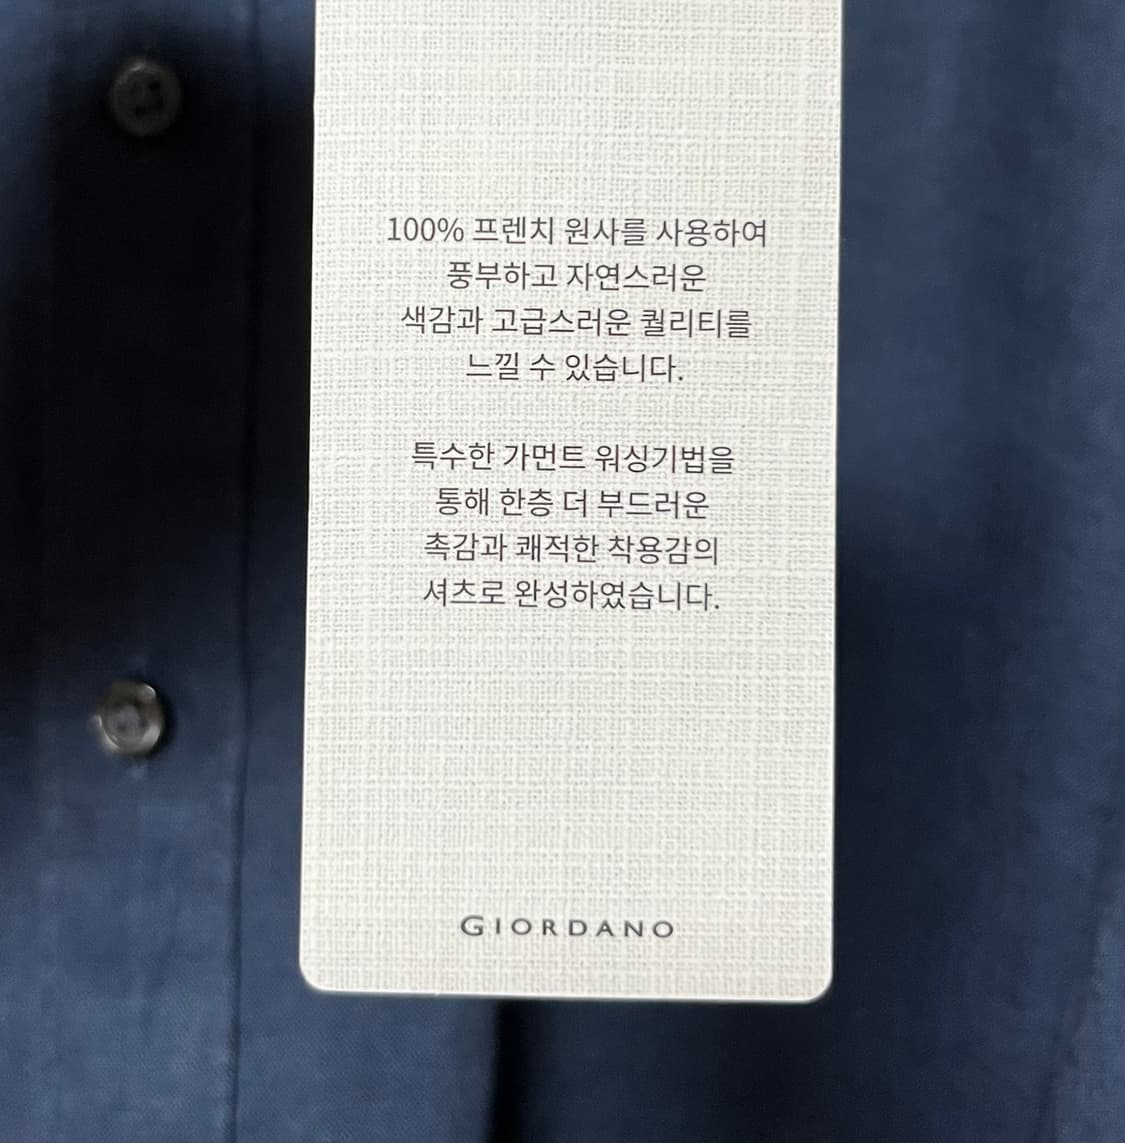 100% 프렌치 원사를 사용하여
풍부하고 자연스러운
색감과 고급스러운 퀄리티를
느낄 수 있습니다.
특수한 가먼트 워싱기법을
통해 한층 더 부드러운
촉감과 쾌적한 착용감의
셔츠로 완성하였습니다.
GIORDANO